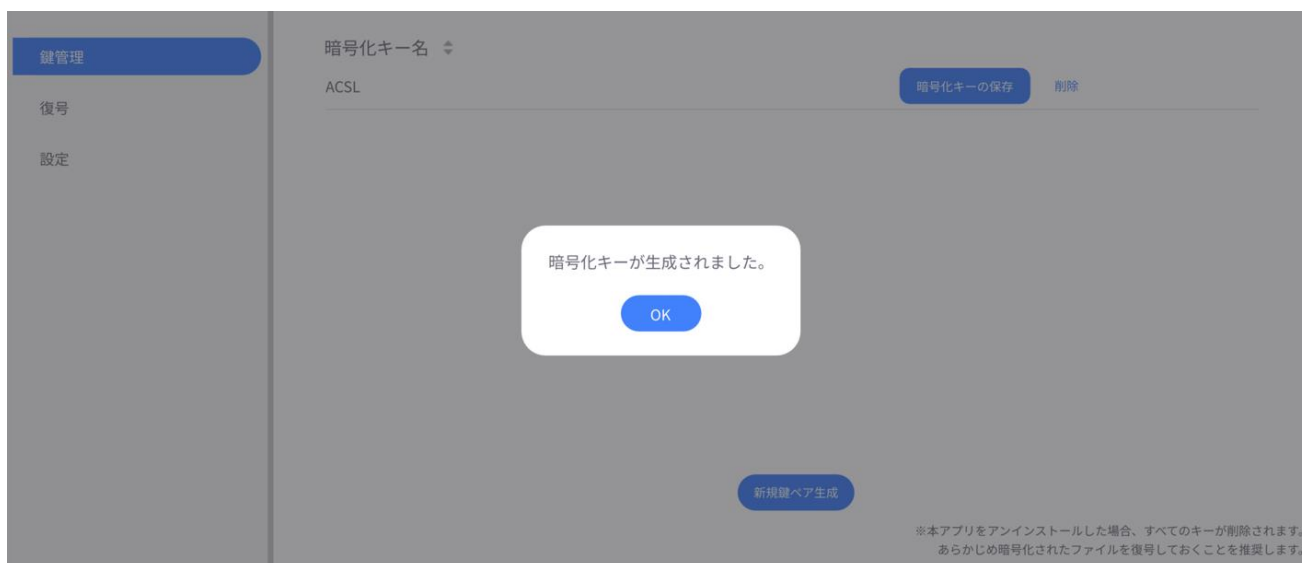 鍵管理
復号
設定
暗号化キー名
ACSL
暗号化キーの保存
削除
暗号化キーが生成されました。
OK
新規鍵ペア生成
※本アプリをアンインストールした場合、すべてのキーが削除されます。
あらかじめ暗号化されたファイルを復号しておくことを推奨します。